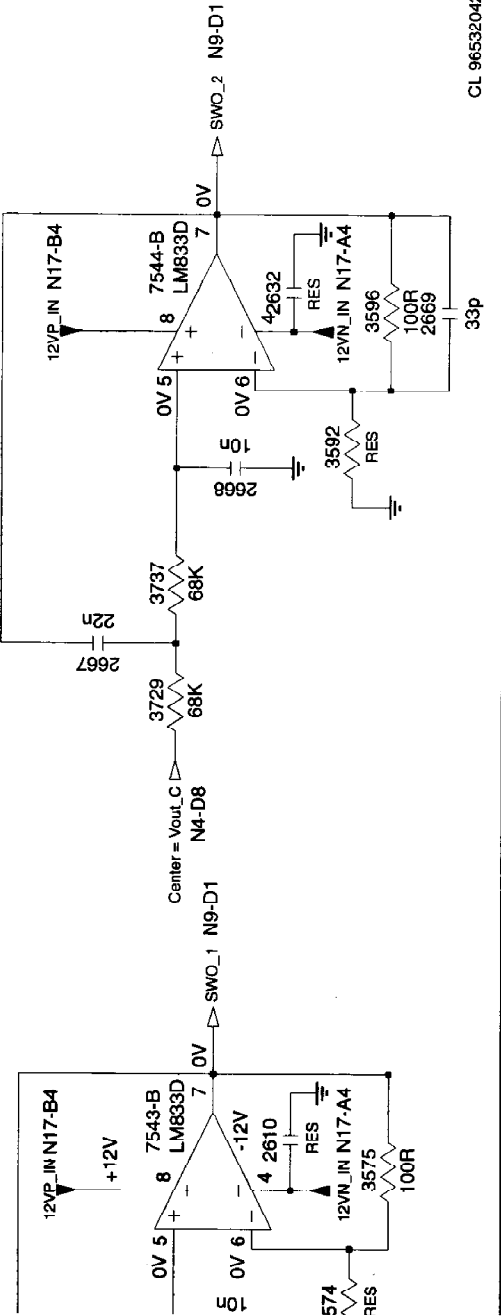 CL 9653204
SWO_2 N9-D1
0V
7
12VP_IN N17-B4
7544-B
LM833D
8
+
+
-
-
0V 5
0V 6
4
2632
RES
12VN_IN N17-A4
3596
100R
2669
33p
3592
RES
10n
2668
3737
68K
22n
2667
3729
68K
Center = Vout_C
N4-D8
SWO_1 N9-D1
0V
7
12VP_IN N17-B4
+12V
7543-B
LM833D
8
+
-
-
-12V
0V 5
0V 6
4
2610
RES
12VN_IN N17-A4
3575
100R
10n
574
RES